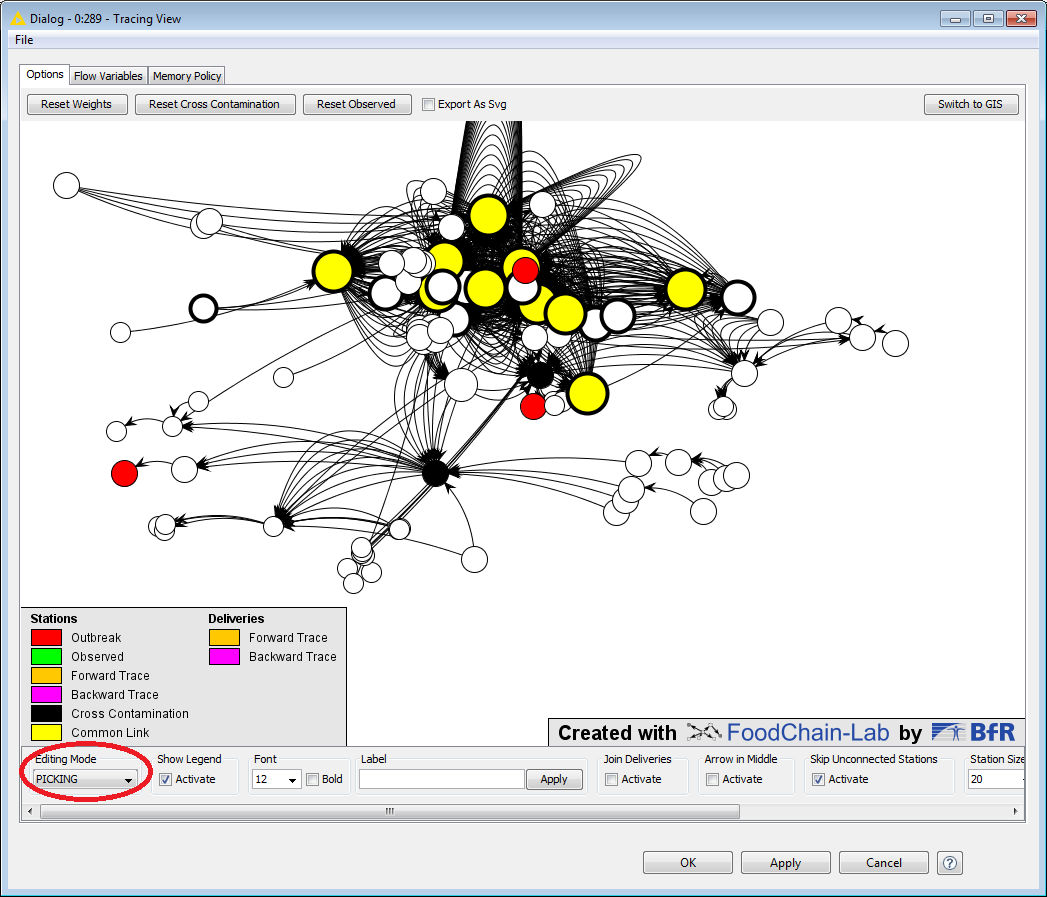 Dialog - 0:289 - Tracing View
File
Options Flow Variables Memory Policy
Reset Weights Reset Cross Contamination Reset Observed Export As Svg Switch to GIS
Stations Deliveries
Outbreak Forward Trace
Observed Backward Trace
Forward Trace
Backward Trace
Cross Contamination
Common Link
Created with FoodChain-Lab by BfR
Editing Mode Show Legend Font Label Join Deliveries Arrow in Middle Skip Unconnected Stations Station Size
PICKING Activate 12 Bold Apply Activate Activate Activate 20
OK Apply Cancel ?